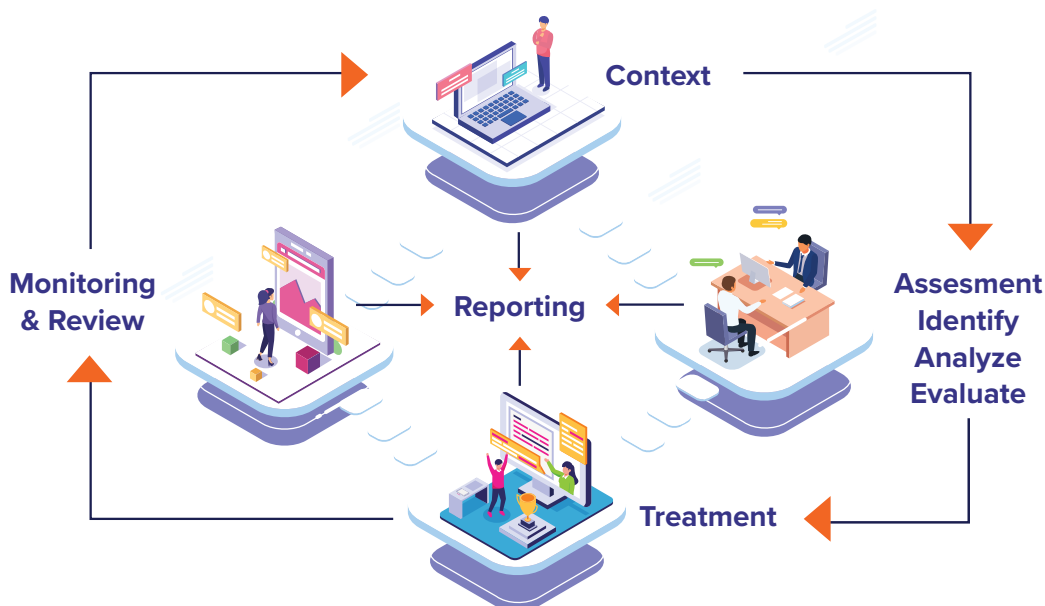 Context
Monitoring
& Review
Reporting
Assesment
Identify
Analyze
Evaluate
Treatment